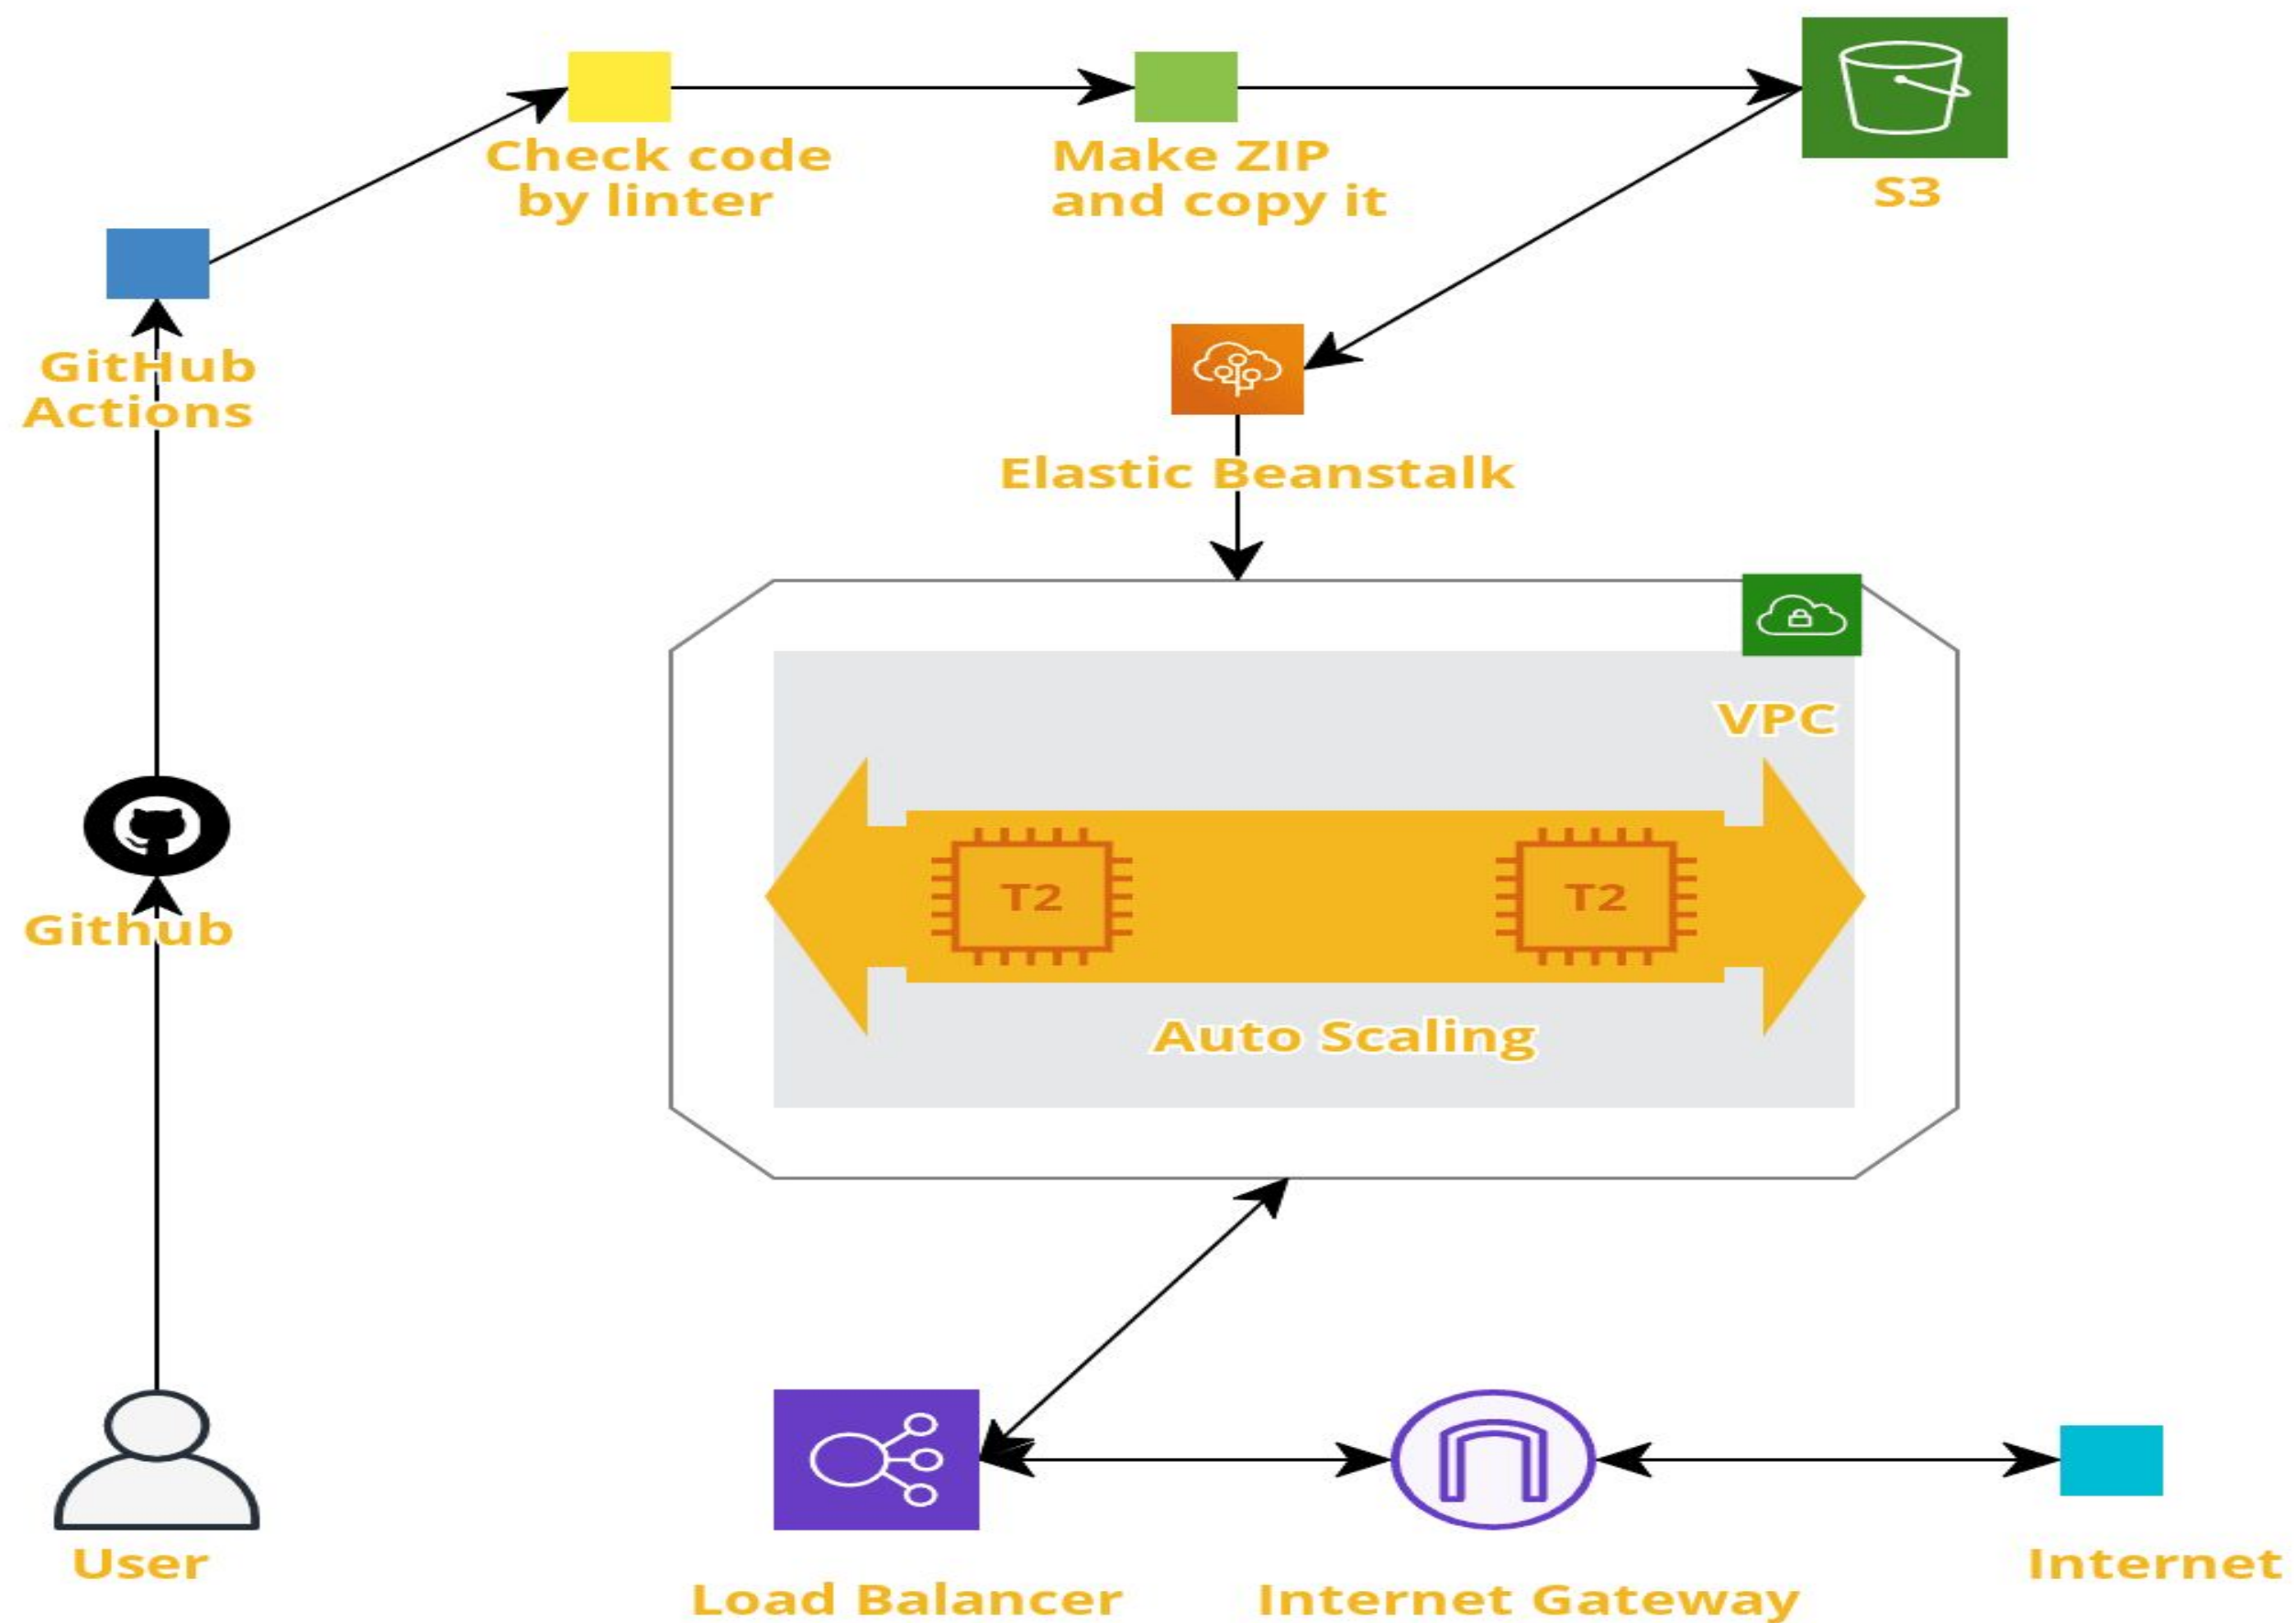 Check code
by linter
Make ZIP
and copy it
S3
GitHub
Actions
Elastic Beanstalk
VPC
T2
T2
Github
Auto Scaling
User
Load Balancer
Internet Gateway
Internet